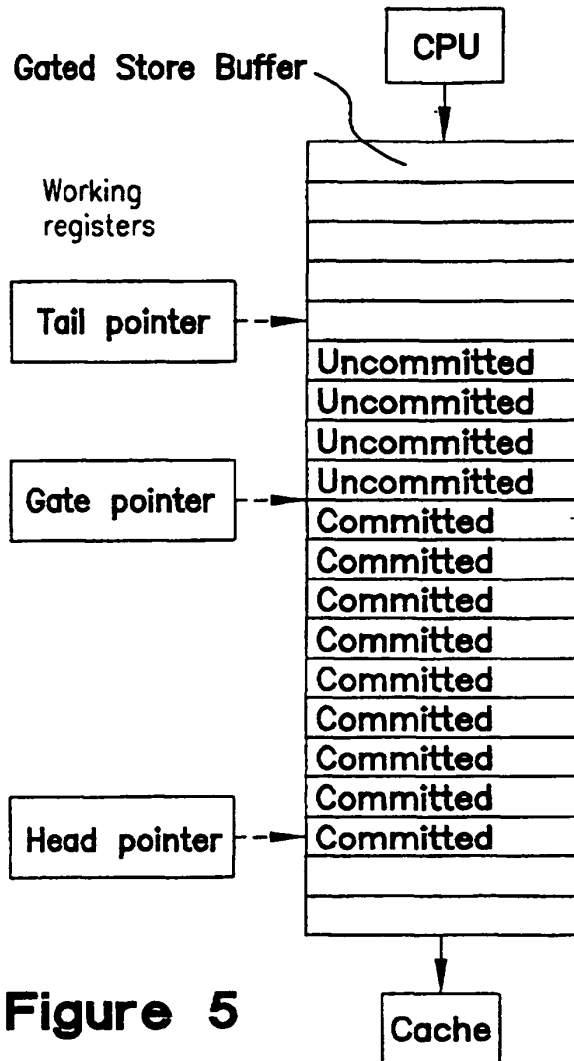 CPU
Gated Store Buffer
Working
registers
Tail pointer
Uncommitted
Uncommitted
Uncommitted
Uncommitted
Gate pointer
Committed
Committed
Committed
Committed
Committed
Committed
Committed
Committed
Head pointer
Committed
Figure 5
Cache